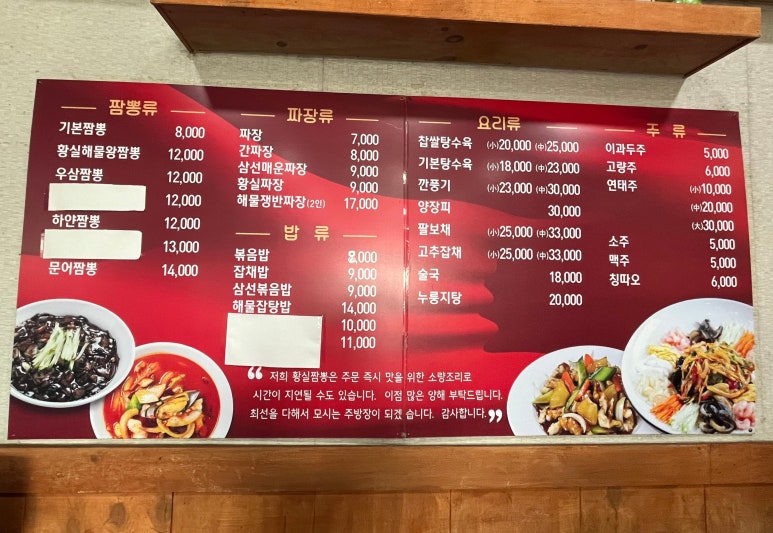 짬뽕류
기본짬뽕 8,000
황실해물왕짬뽕 12,000
우삼짬뽕 12,000
12,000
하얀짬뽕 12,000
13,000
문어짬뽕 14,000
짜장류
짜장 7,000
간짜장 8,000
삼선매운짜장 9,000
황실짜장 9,000
해물쟁반짜장(2인) 17,000
밥 류
볶음밥 8,000
잡채밥 9,000
삼선볶음밥 9,000
해물잡탕밥 14,000
10,000
11,000
요리류
찹쌀탕수육 (小)20,000 (中)25,000
기본탕수육 (小)18,000 (中)23,000
깐풍기 (小)23,000 (中)30,000
양장피 30,000
팔보채 (小)25,000 (中)33,000
고추잡채 (小)25,000 (中)33,000
술국 18,000
누룽지탕 20,000
주 류
이과두주 5,000
고량주 6,000
연태주 (小)10,000
(中)20,000
(大)30,000
소주 5,000
맥주 5,000
칭따오 6,000
❝ 저희 황실짬뽕은 주문 즉시 맛을 위한 소량조리로
시간이 지연될 수도 있습니다. 이점 많은 양해 부탁드립니다.
최선을 다해서 모시는 주방장이 되겠습니다. 감사합니다. ❞